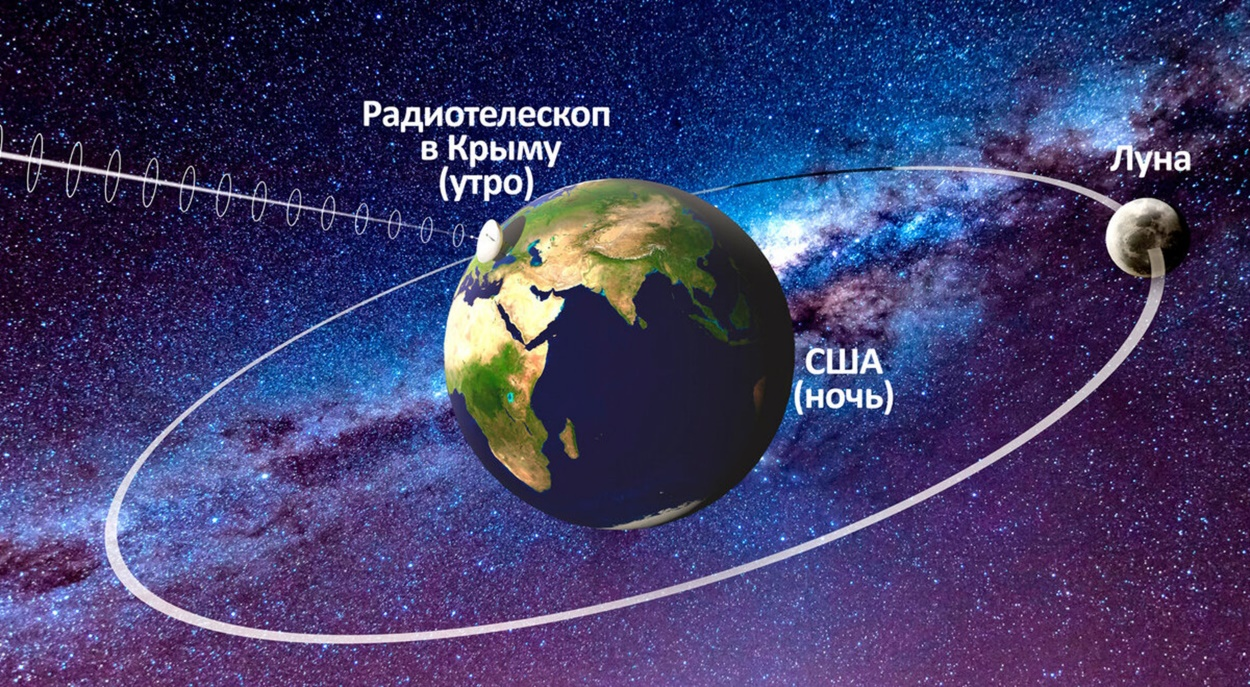 Радиотелескоп
в Крыму
(утро)
Луна
США
(ночь)